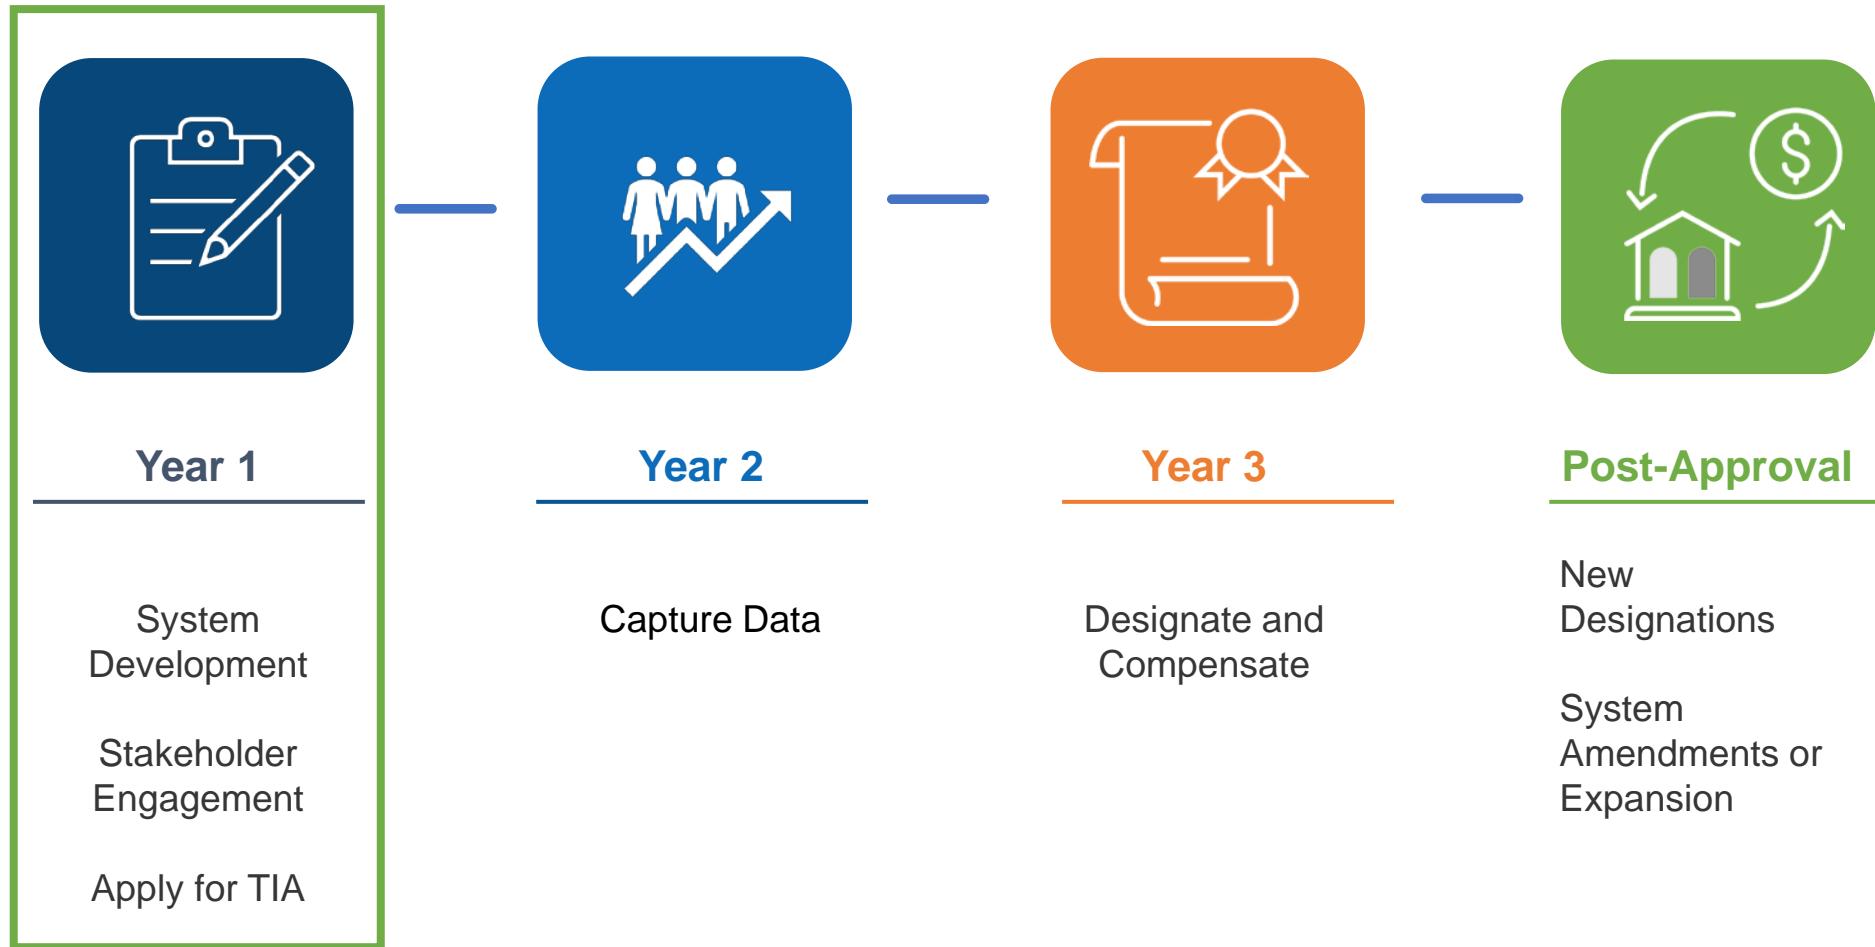 Year 1
System
Development
Stakeholder
Engagement
Apply for TIA
Year 2
Capture Data
Year 3
Designate and
Compensate
$
Post-Approval
New
Designations
System
Amendments or
Expansion